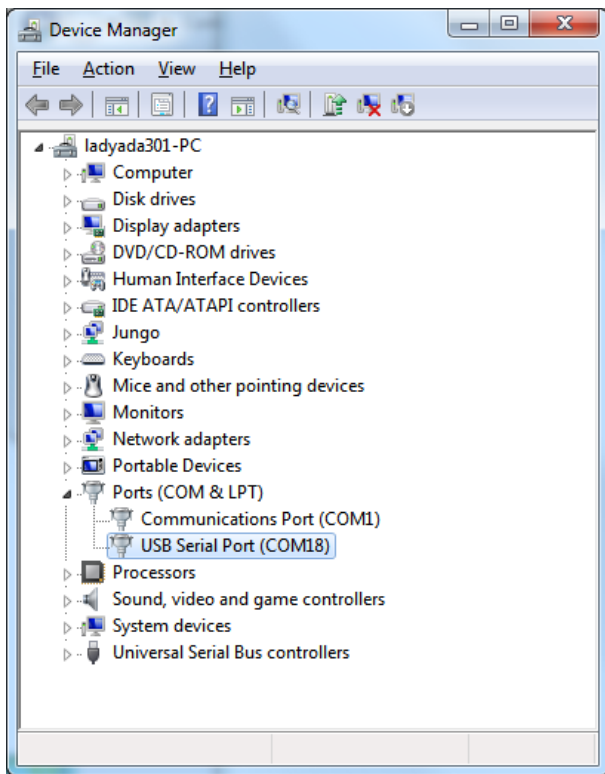 Device Manager
File Action View Help
ladyada301-PC
Computer
Disk drives
Display adapters
DVD/CD-ROM drives
Human Interface Devices
IDE ATA/ATAPI controllers
Jungo
Keyboards
Mice and other pointing devices
Monitors
Network adapters
Portable Devices
Ports (COM & LPT)
Communications Port (COM1)
USB Serial Port (COM18)
Processors
Sound, video and game controllers
System devices
Universal Serial Bus controllers